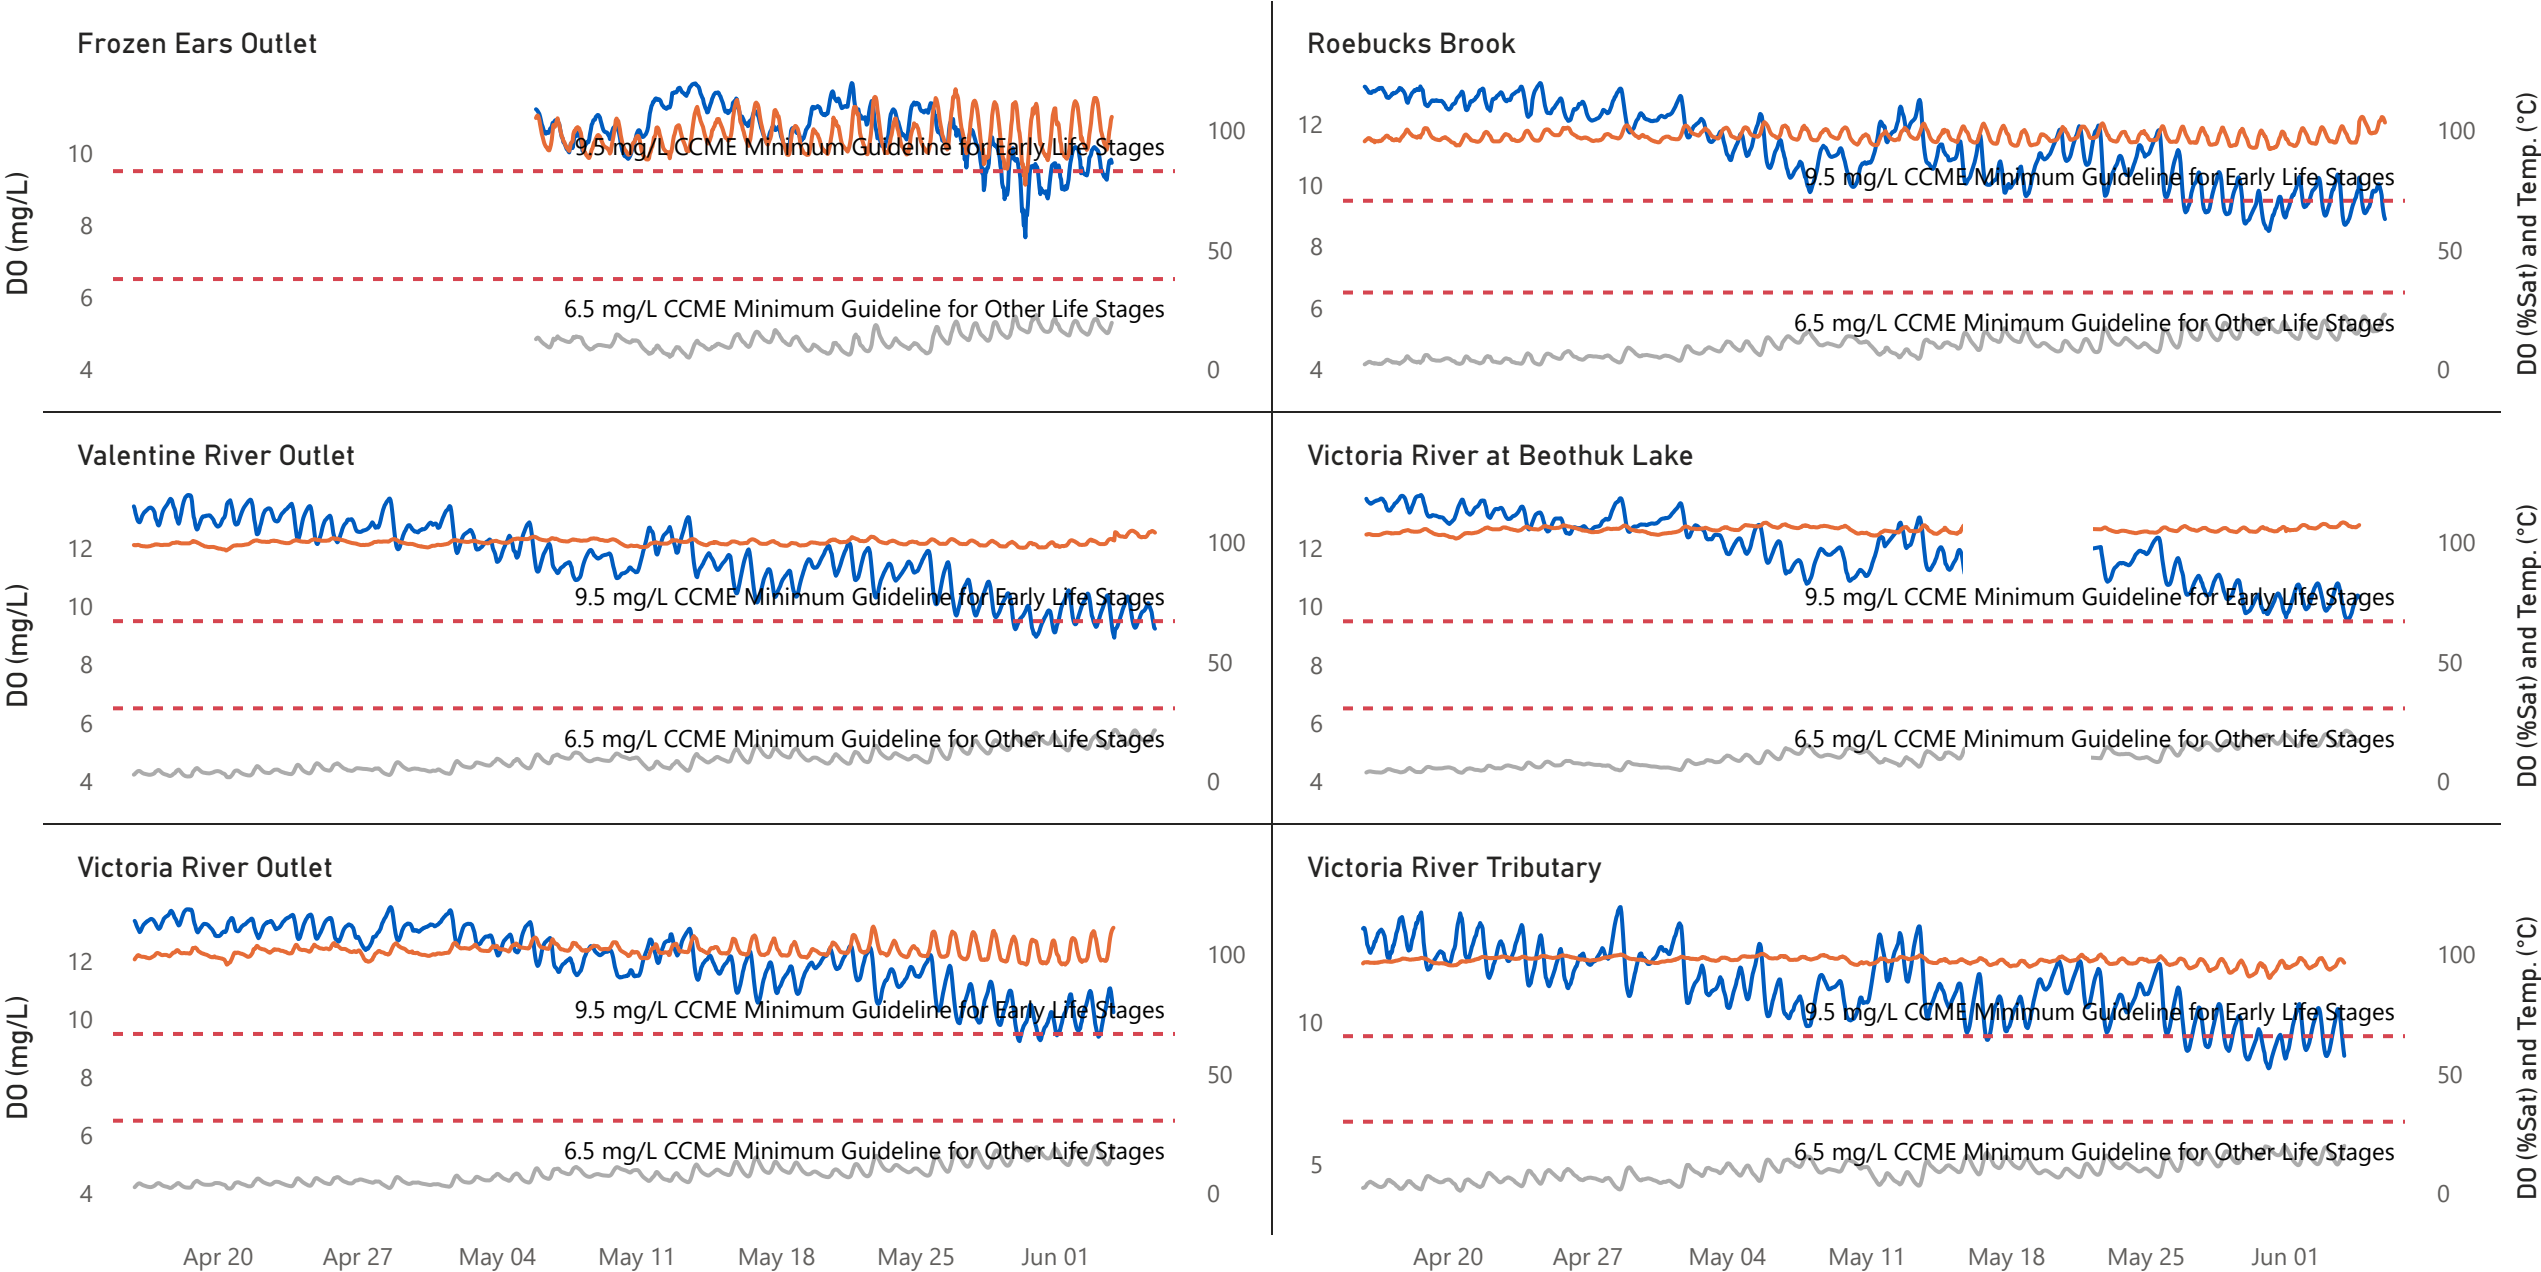 Frozen Ears Outlet
DO (mg/L)
10
8
6
4
9.5 mg/L CCME Minimum Guideline for Early Life Stages
6.5 mg/L CCME Minimum Guideline for Other Life Stages
100
50
0
Roebucks Brook
12
10
8
6
4
9.5 mg/L CCME Minimum Guideline for Early Life Stages
6.5 mg/L CCME Minimum Guideline for Other Life Stages
100
50
0
DO (%Sat) and Temp. (°C)
Valentine River Outlet
DO (mg/L)
12
10
8
6
4
9.5 mg/L CCME Minimum Guideline for Early Life Stages
6.5 mg/L CCME Minimum Guideline for Other Life Stages
100
50
0
Victoria River at Beothuk Lake
12
10
8
6
4
9.5 mg/L CCME Minimum Guideline for Early Life Stages
6.5 mg/L CCME Minimum Guideline for Other Life Stages
100
50
0
DO (%Sat) and Temp. (°C)
Victoria River Outlet
DO (mg/L)
12
10
8
6
4
9.5 mg/L CCME Minimum Guideline for Early Life Stages
6.5 mg/L CCME Minimum Guideline for Other Life Stages
100
50
0
Victoria River Tributary
10
5
9.5 mg/L CCME Minimum Guideline for Early Life Stages
6.5 mg/L CCME Minimum Guideline for Other Life Stages
100
50
0
DO (%Sat) and Temp. (°C)
Apr 20 Apr 27 May 04 May 11 May 18 May 25 Jun 01
Apr 20 Apr 27 May 04 May 11 May 18 May 25 Jun 01